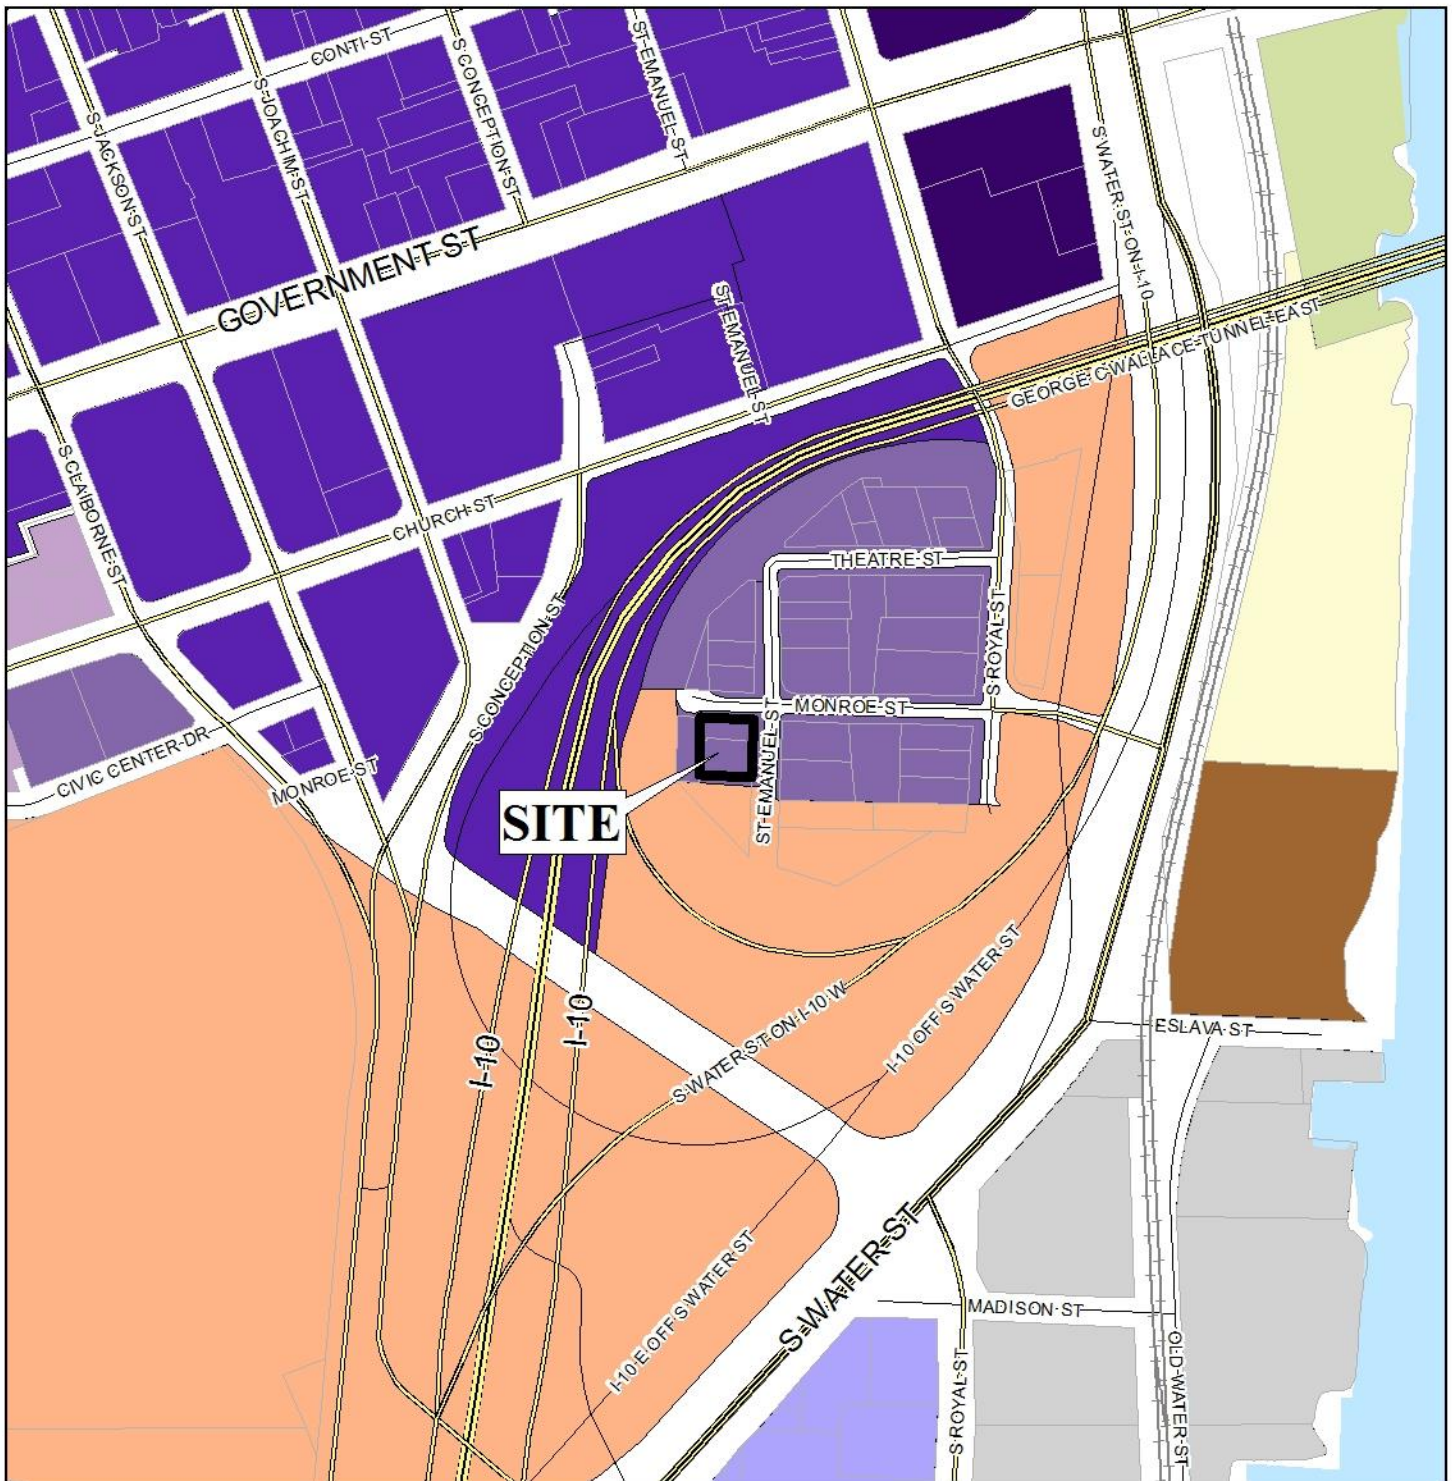 CONTI ST
S JACKSON ST
S JOACHIM ST
S CONCEPTION ST
ST EMANUEL ST
S WATER ST ON I-10
GOVERNMENT ST
ST EMANUEL ST
GEORGE C WALLACE TUNNEL EAST
S CLAIBORNE ST
CHURCH ST
THEATRE ST
S CONCEPTION ST
S ROYAL ST
MONROE ST
CIVIC CENTER DR
MONROE ST
ST EMANUEL ST
SITE
I-10
I-10
S WATER ST ON I-10 W
I-10 OFF S WATER ST
ESLAVA ST
S WATER ST
I-10 E OFF S WATER ST
MADISON ST
S ROYAL ST
OLD WATER ST